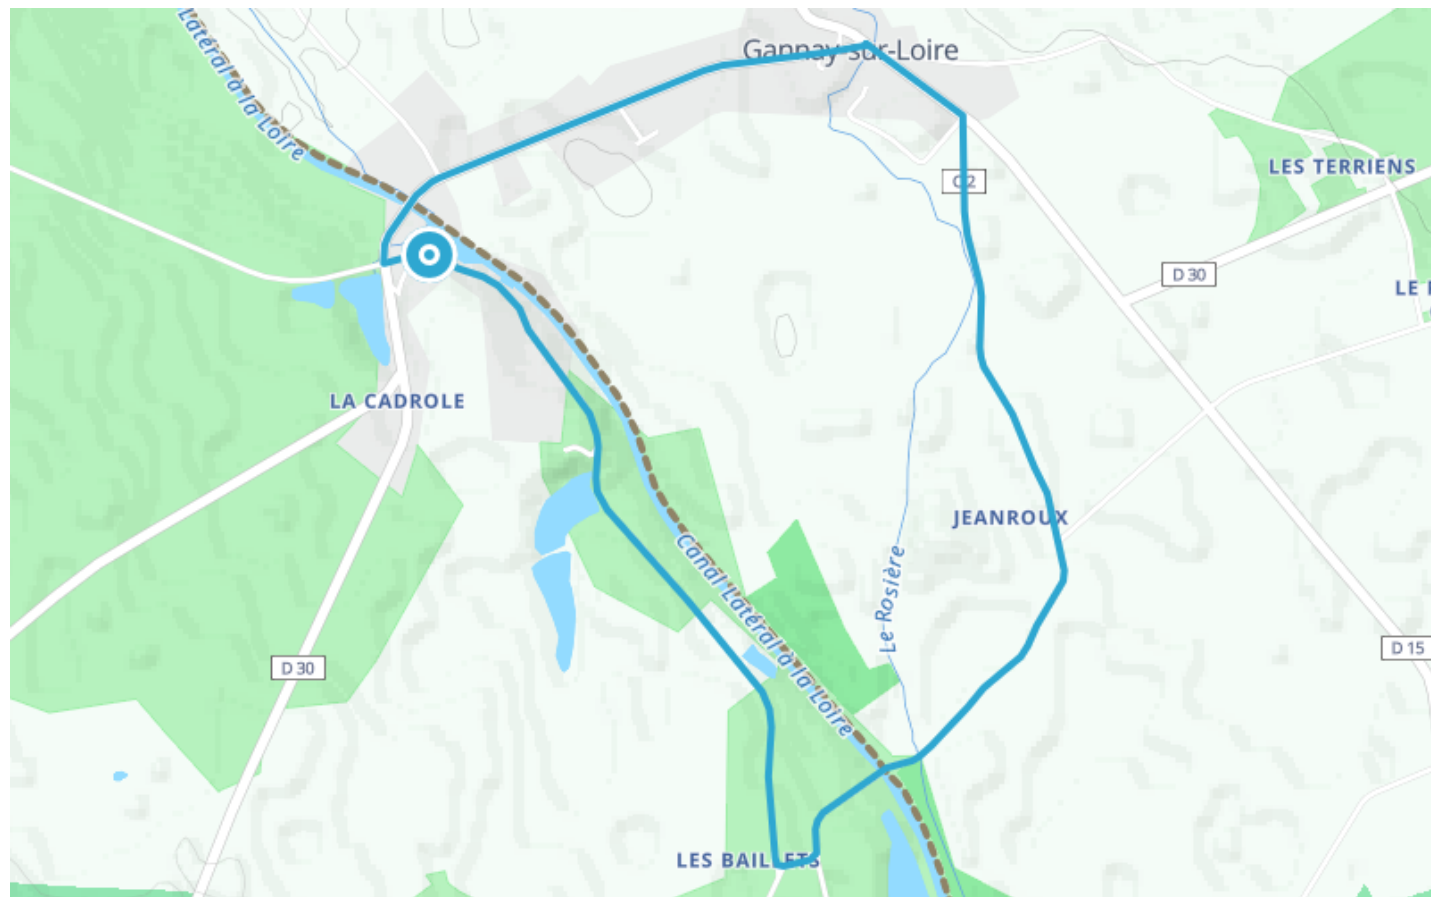 Latéral à la Loire
Gannay-sur-Loire
LES TERRIENS
C 2
D 30
LA CADROLE
JEANROUX
Canal Latéral à la Loire
Le Rosière
D 30
D 15
LES BAILLETS